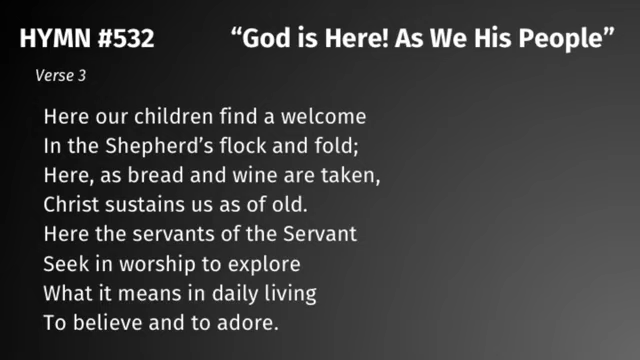 HYMN #532 “God is Here! As We His People”
Verse 3
Here our children find a welcome
In the Shepherd’s flock and fold;
Here, as bread and wine are taken,
Christ sustains us as of old.
Here the servants of the Servant
Seek in worship to explore
What it means in daily living
To believe and to adore.